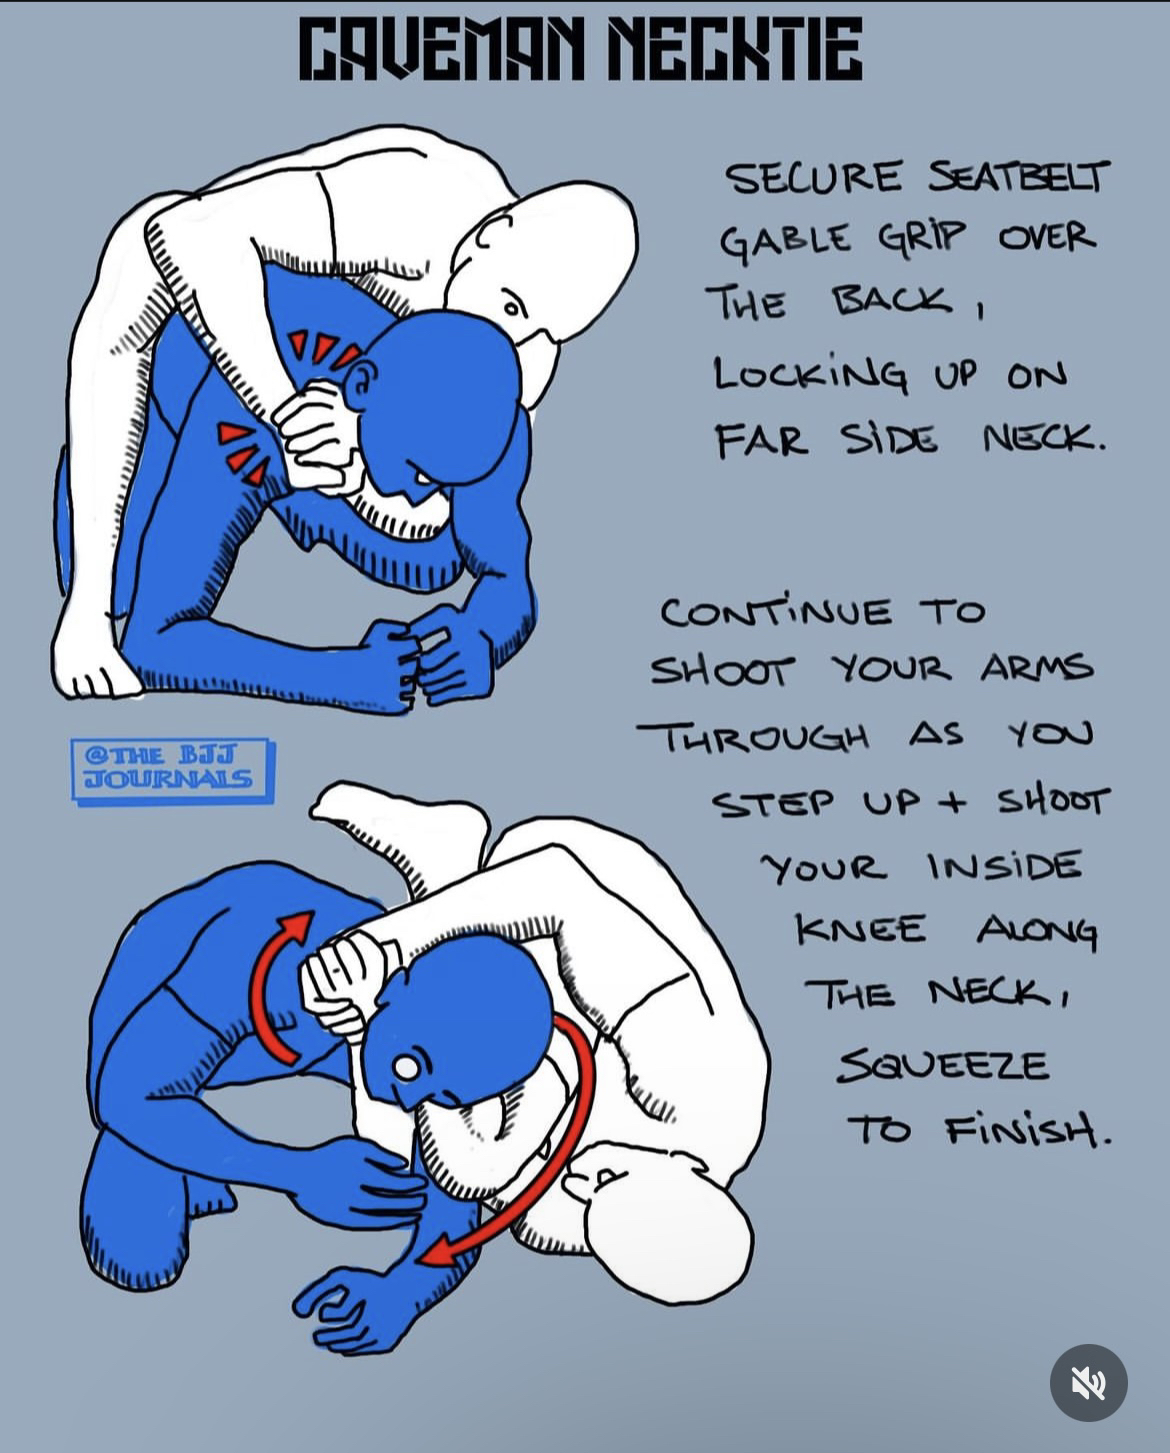 CAVEMAN NECKTIE
SECURE SEATBELT
GABLE GRIP OVER
THE BACK,
LOCKING UP ON
FAR SIDE NECK.
CONTINUE TO
SHOOT YOUR ARMS
THROUGH AS YOU
STEP UP + SHOOT
YOUR INSIDE
KNEE ALONG
THE NECK,
SQUEEZE
TO FINISH.
@THE BJJ
JOURNALS